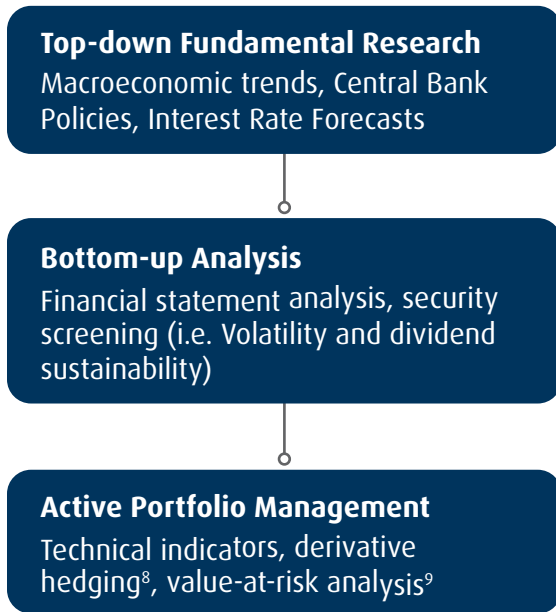 Top-down Fundamental Research
Macroeconomic trends, Central Bank
Policies, Interest Rate Forecasts
Bottom-up Analysis
Financial statement analysis, security
screening (i.e. Volatility and dividend
sustainability)
Active Portfolio Management
Technical indicators, derivative
hedging⁸, value-at-risk analysis⁹